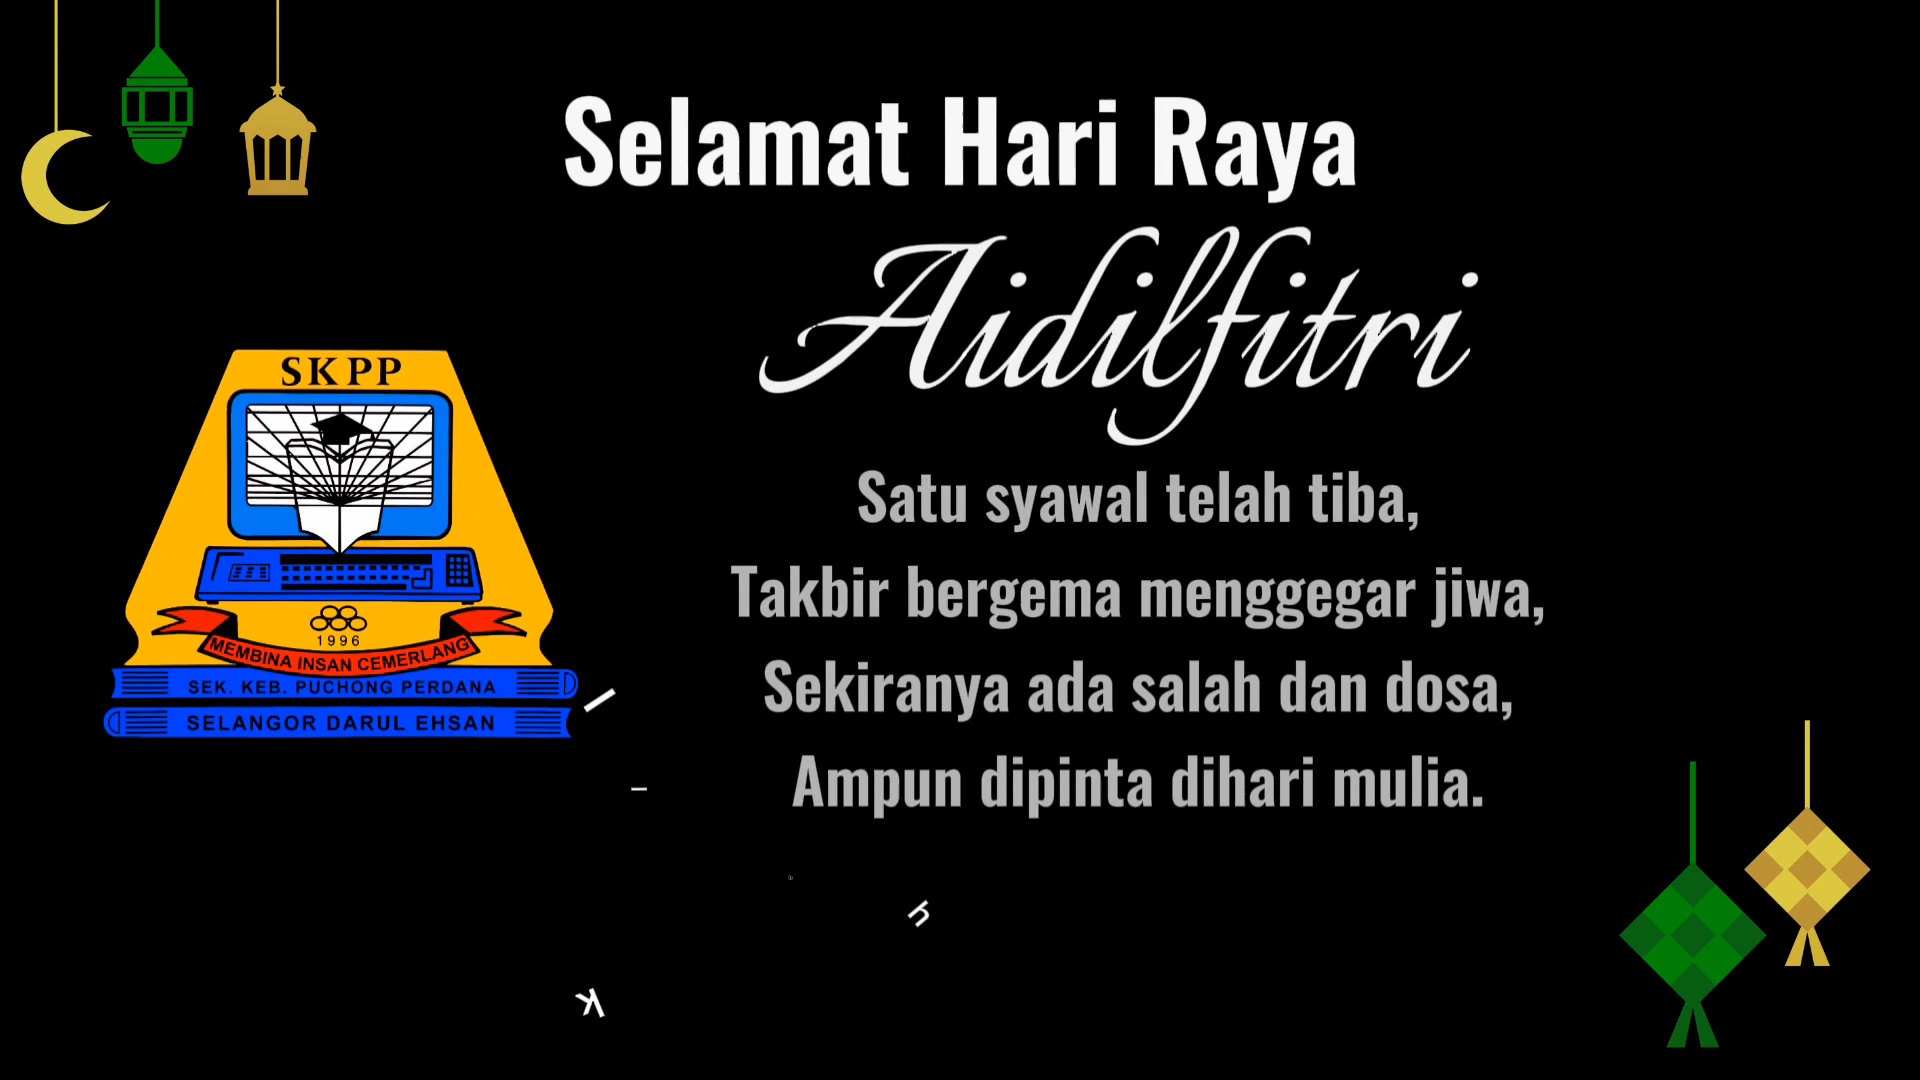 Selamat Hari Raya
Aidilfitri
SKPP
1996
MEMBINA INSAN CEMERLANG
SEK. KEB. PUCHONG PERDANA
SELANGOR DARUL EHSAN
Satu syawal telah tiba,
Takbir bergema menggegar jiwa,
Sekiranya ada salah dan dosa,
Ampun dipinta dihari mulia.
h
K